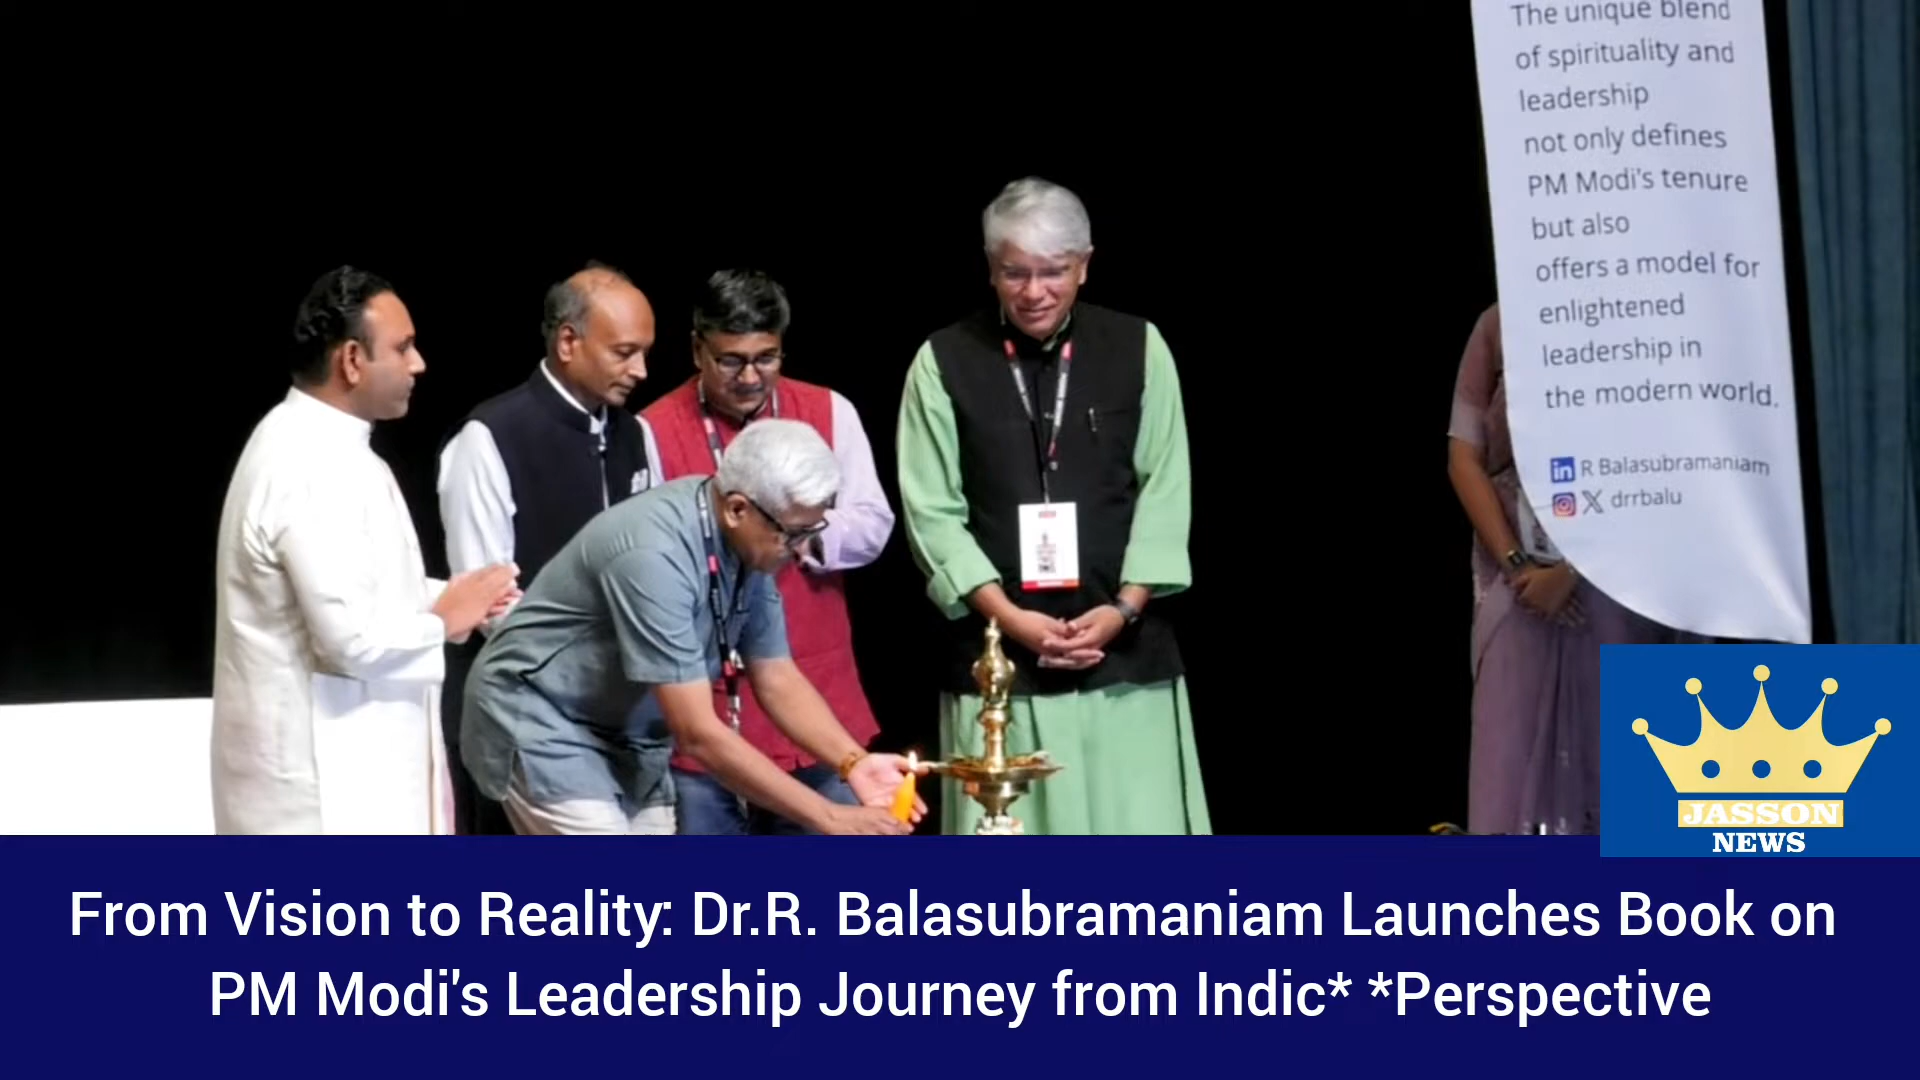 The unique blend
of spirituality and
leadership
not only defines
PM Modi's tenure
but also
offers a model for
enlightened
leadership in
the modern world.
in R Balasubramaniam
X drrbalu
JASSON
NEWS
From Vision to Reality: Dr.R. Balasubramaniam Launches Book on
PM Modi's Leadership Journey from Indic* *Perspective